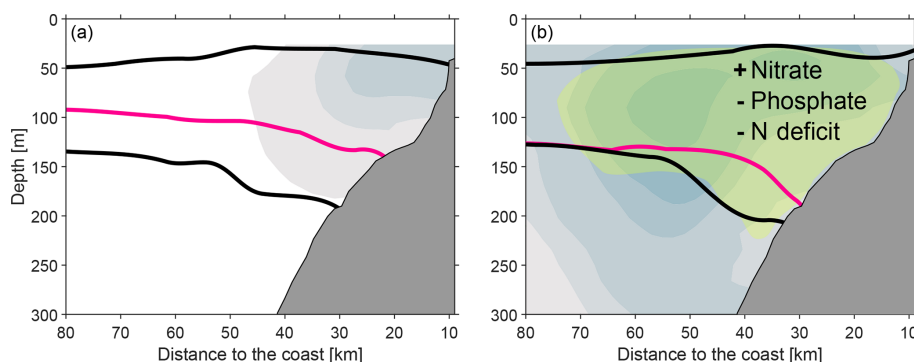 (a)
0
50
100
150
200
250
300
Depth [m]
80 70 60 50 40 30 20 10
Distance to the coast [km]
(b)
+ Nitrate
- Phosphate
- N deficit
0
50
100
150
200
250
300
80 70 60 50 40 30 20 10
Distance to the coast [km]